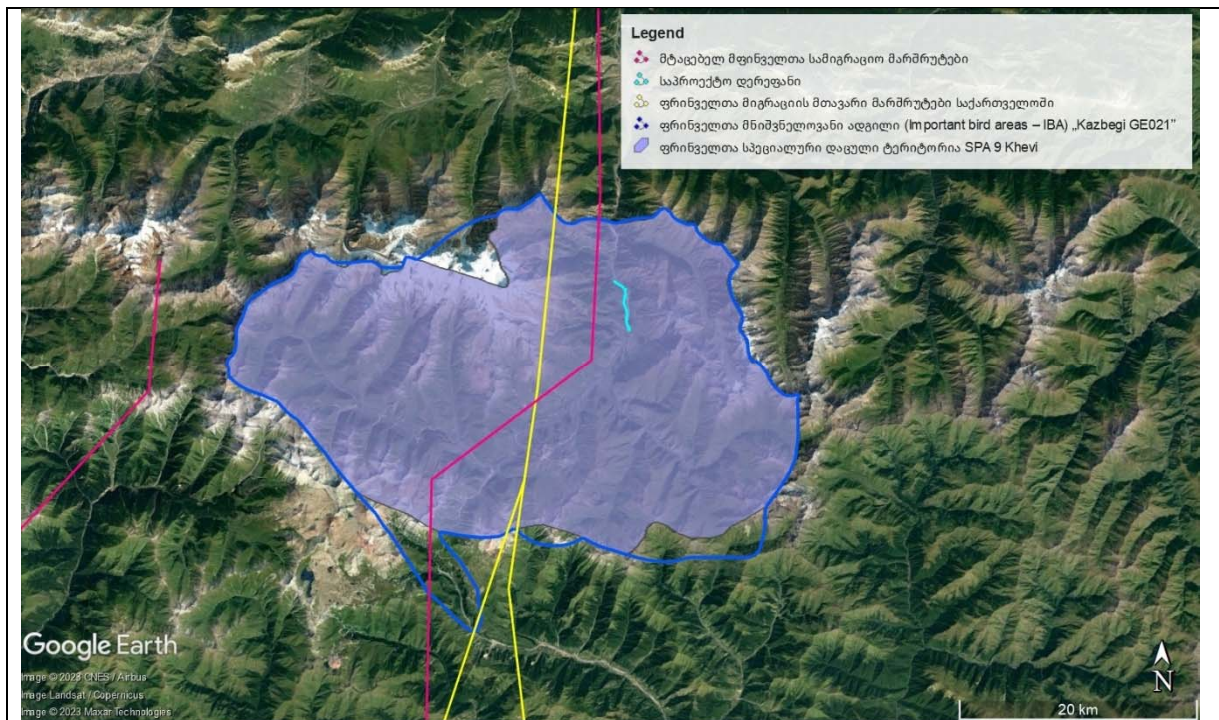 Legend
მტაცებელ მფინველთა სამიგრაციო მარშრუტები
საპროექტო დერეფანი
ფრინველთა მიგრაციის მთავარი მარშრუტები საქართველოში
ფრინველთა მნიშვნელოვანი ადგილი (Important bird areas – IBA) „Kazbegi GE021"
ფრინველთა სპეციალური დაცული ტერიტორია SPA 9 Khevi
Google Earth
Image © 2023 CNES / Airbus
Image Landsat / Copernicus
Image © 2023 Maxar Technologies
N
20 km